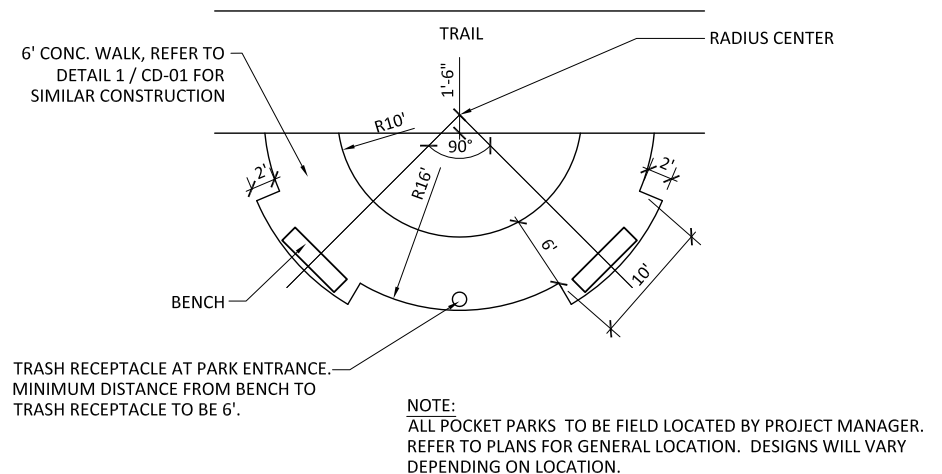 TRAIL
RADIUS CENTER
6' CONC. WALK, REFER TO
DETAIL 1 / CD-01 FOR
SIMILAR CONSTRUCTION
1'-6"
R10'
90°
2'
2'
R16'
6'
10'
BENCH
TRASH RECEPTACLE AT PARK ENTRANCE.
MINIMUM DISTANCE FROM BENCH TO
TRASH RECEPTACLE TO BE 6'.
NOTE:
ALL POCKET PARKS  TO BE FIELD LOCATED BY PROJECT MANAGER.
REFER TO PLANS FOR GENERAL LOCATION.  DESIGNS WILL VARY
DEPENDING ON LOCATION.